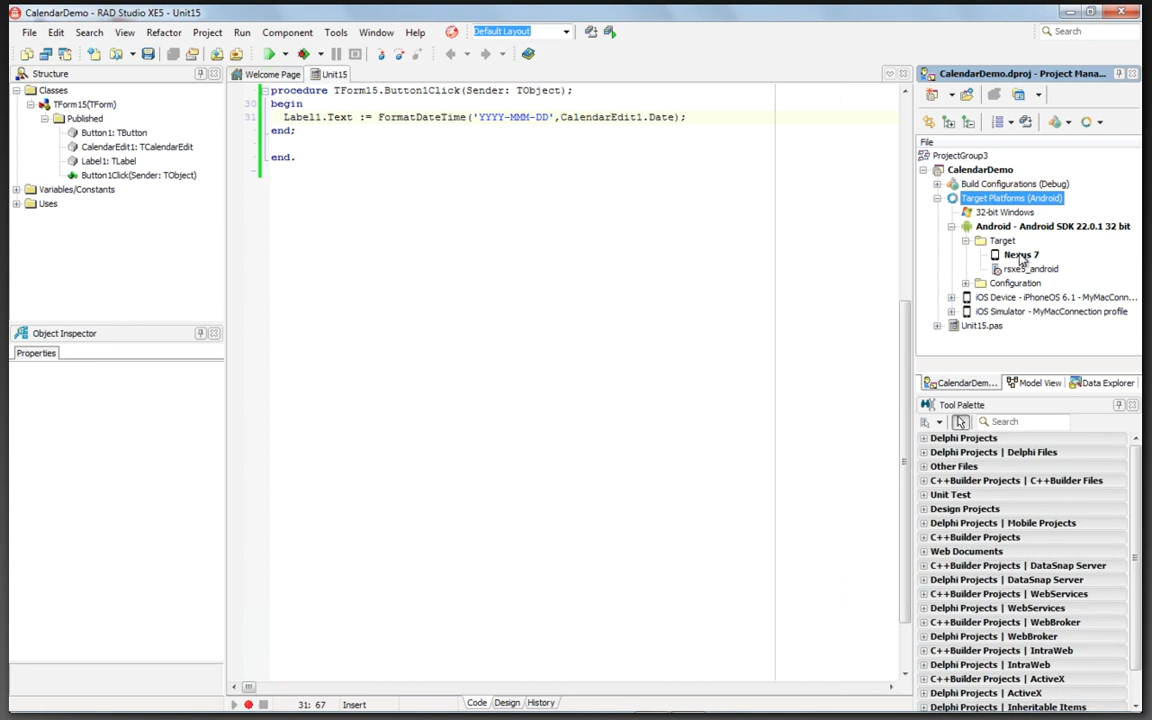 CalendarDemo - RAD Studio XE5 - Unit15
File Edit Search View Refactor Project Run Component Tools Window Help
Default Layout
Search
Structure
Classes
TForm15(TForm)
Published
Button1: TButton
CalendarEdit1: TCalendarEdit
Label1: TLabel
Button1Click(Sender: TObject)
Variables/Constants
Uses
Object Inspector
Properties
Welcome Page Unit15
procedure TForm15.Button1Click(Sender: TObject);
30 begin
31 Label1.Text := FormatDateTime('YYYY-MMM-DD',CalendarEdit1.Date);
end;
end.
31: 67 Insert
Code Design History
CalendarDemo.dproj - Project Mana...
File
ProjectGroup3
CalendarDemo
Build Configurations (Debug)
Target Platforms (Android)
32-bit Windows
Android - Android SDK 22.0.1 32 bit
Target
Nexus 7
rsxe5_android
Configuration
iOS Device - iPhoneOS 6.1 - MyMacConn...
iOS Simulator - MyMacConnection profile
Unit15.pas
CalendarDem... Model View Data Explorer
Tool Palette
Search
Delphi Projects
Delphi Projects | Delphi Files
Other Files
C++Builder Projects | C++Builder Files
Unit Test
Design Projects
Delphi Projects | Mobile Projects
C++Builder Projects
Web Documents
C++Builder Projects | DataSnap Server
Delphi Projects | DataSnap Server
C++Builder Projects | WebServices
Delphi Projects | WebServices
C++Builder Projects | WebBroker
Delphi Projects | WebBroker
C++Builder Projects | IntraWeb
Delphi Projects | IntraWeb
C++Builder Projects | ActiveX
Delphi Projects | ActiveX
C++Builder Projects | Inheritable Items